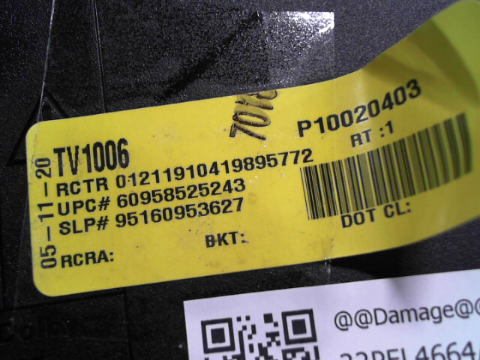 05-11-20
TV1006
RCTR 01211910419895772
UPC# 60958525243
SLP# 95160953627
RCRA:
BKT:
P10020403
RT :1
DOT CL:
@@Damage@